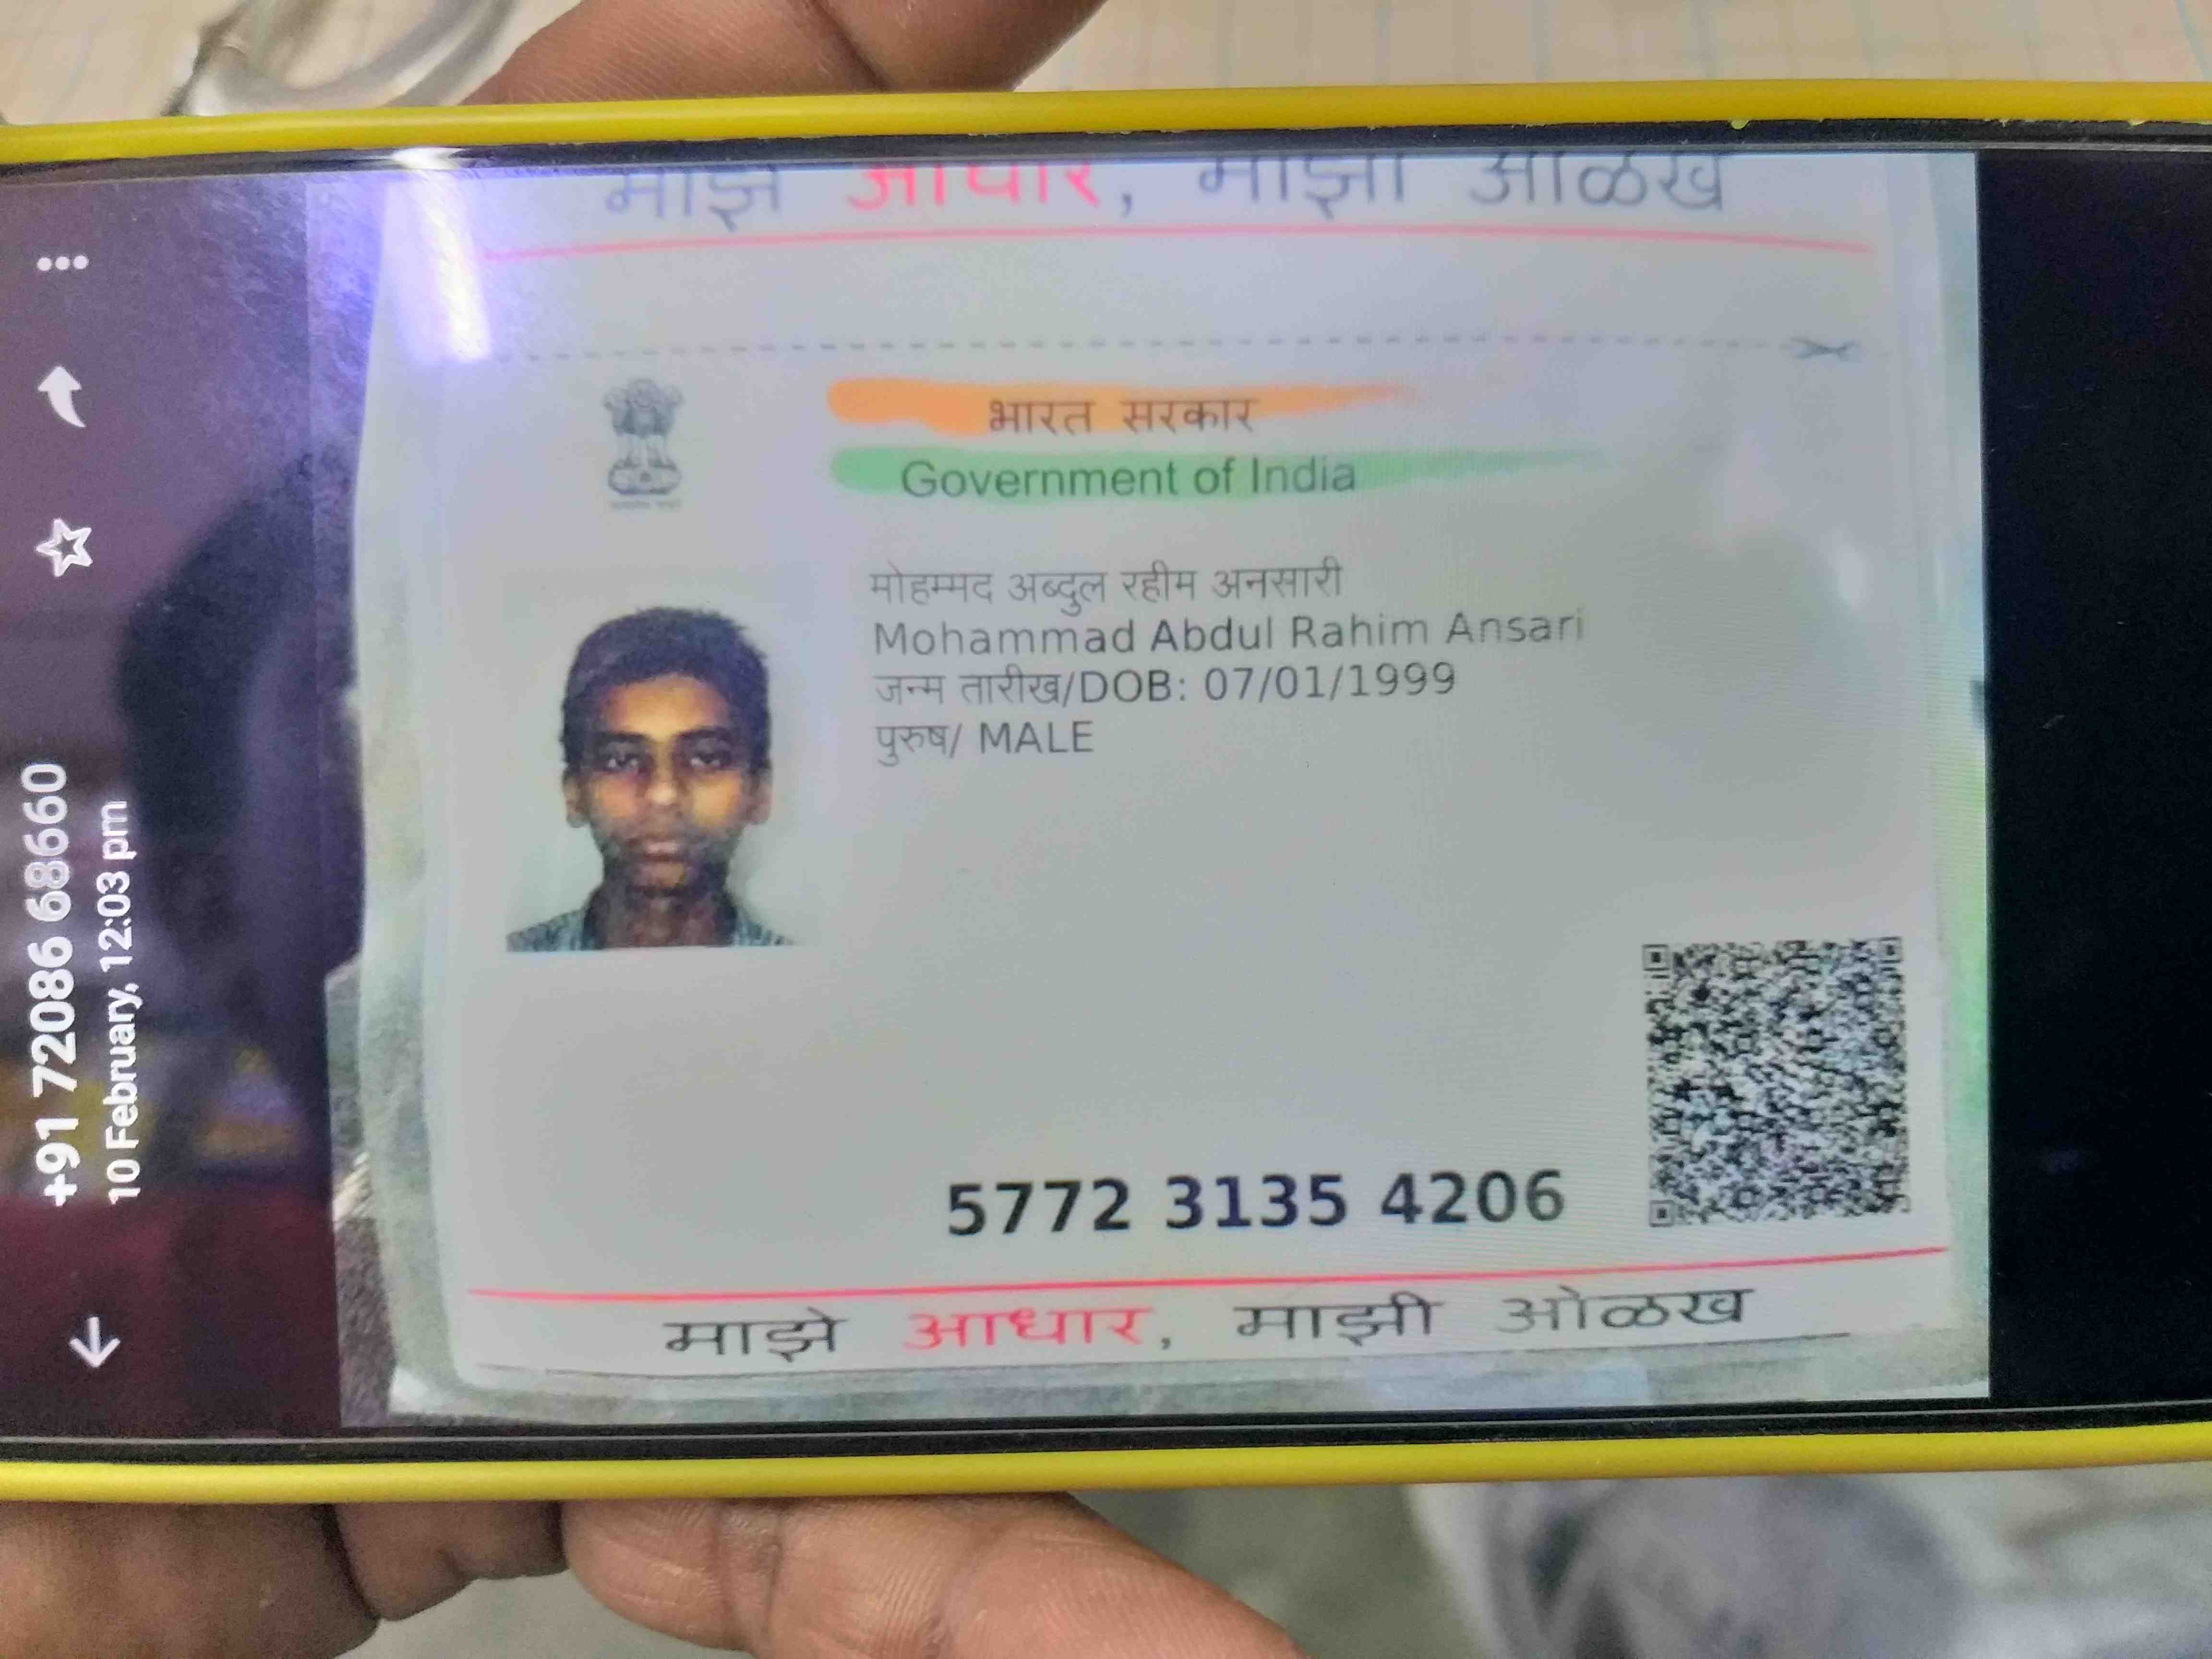 +91 72086 68660
10 February, 12:03 pm
माझे आधार, माझी ओळख
भारत सरकार
Government of India
मोहम्मद अब्दुल रहीम अनसारी
Mohammad Abdul Rahim Ansari
जन्म तारीख/DOB: 07/01/1999
पुरुष/ MALE
5772 3135 4206
माझे आधार, माझी ओळख